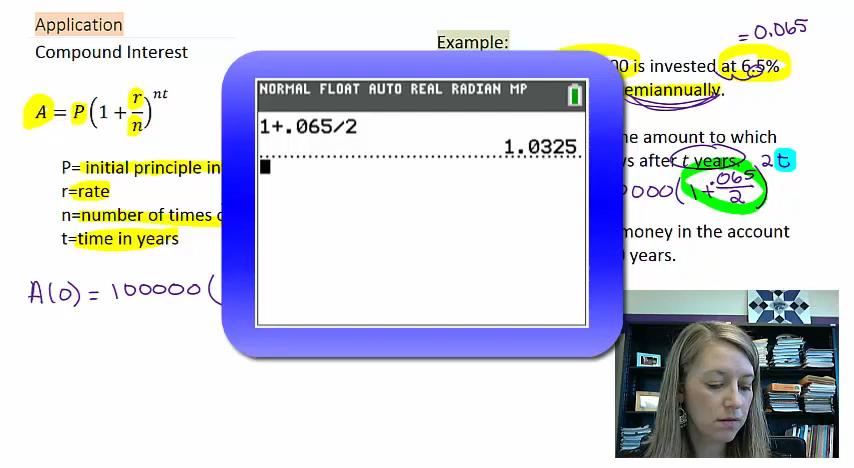 Application
Compound Interest
A = P(1 + r/n)^nt
P= initial principle in
r=rate
n=number of times
t=time in years
A(0) = 100000(
NORMAL FLOAT AUTO REAL RADIAN MP
1+.065/2
1.0325
Example:
= 0.065
00 is invested at 6.5%
emiannually.
he amount to which
s after t years.
0000(1+.065/2)^2t
money in the account
0 years.